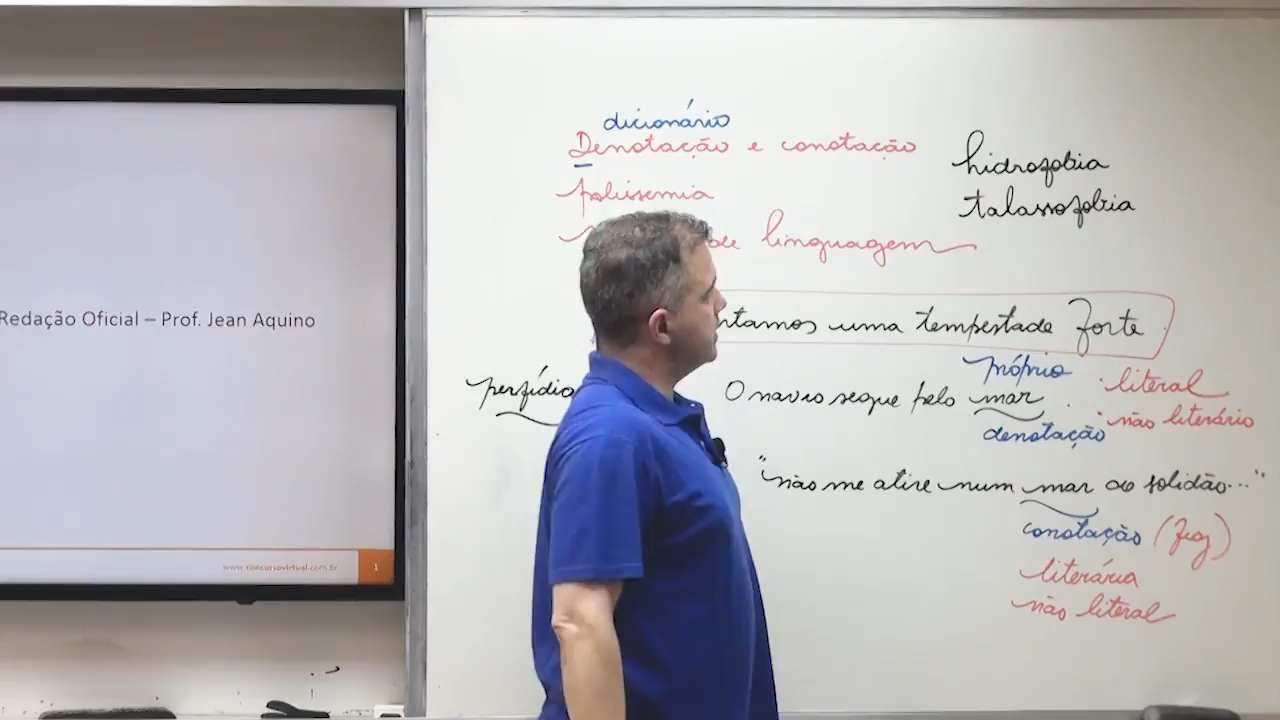 Redação Oficial – Prof. Jean Aquino
www.concursovirtual.com.br
1
dicionário
Denotação e conotação
polissemia
de linguagem
hidrofobia
talassofobia
ntamos uma tempestade forte
perfídia
próprio
O navio segue pelo mar.
denotação
literal
não literário
"não me atire num mar de solidão..."
conotação (fig)
literária
não literal